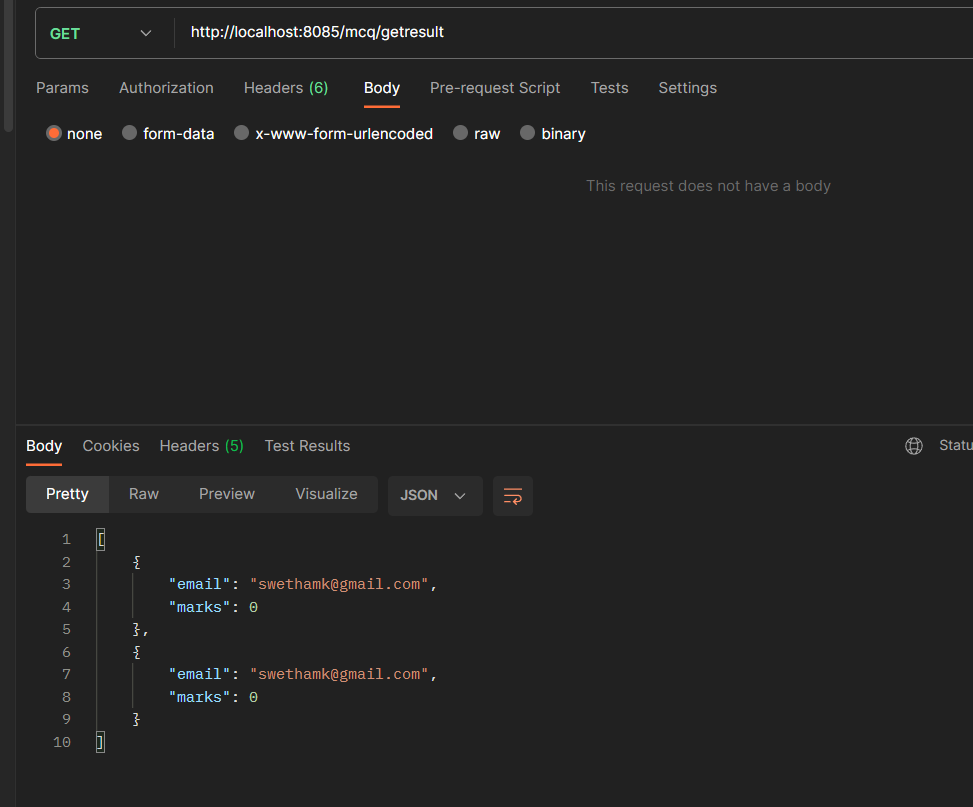 GET http://localhost:8085/mcq/getresult
Params Authorization Headers (6) Body Pre-request Script Tests Settings
none form-data x-www-form-urlencoded raw binary
This request does not have a body
Body Cookies Headers (5) Test Results Statu
Pretty Raw Preview Visualize JSON
1 [
2 {
3 "email": "swethamk@gmail.com",
4 "marks": 0
5 },
6 {
7 "email": "swethamk@gmail.com",
8 "marks": 0
9 }
10 ]